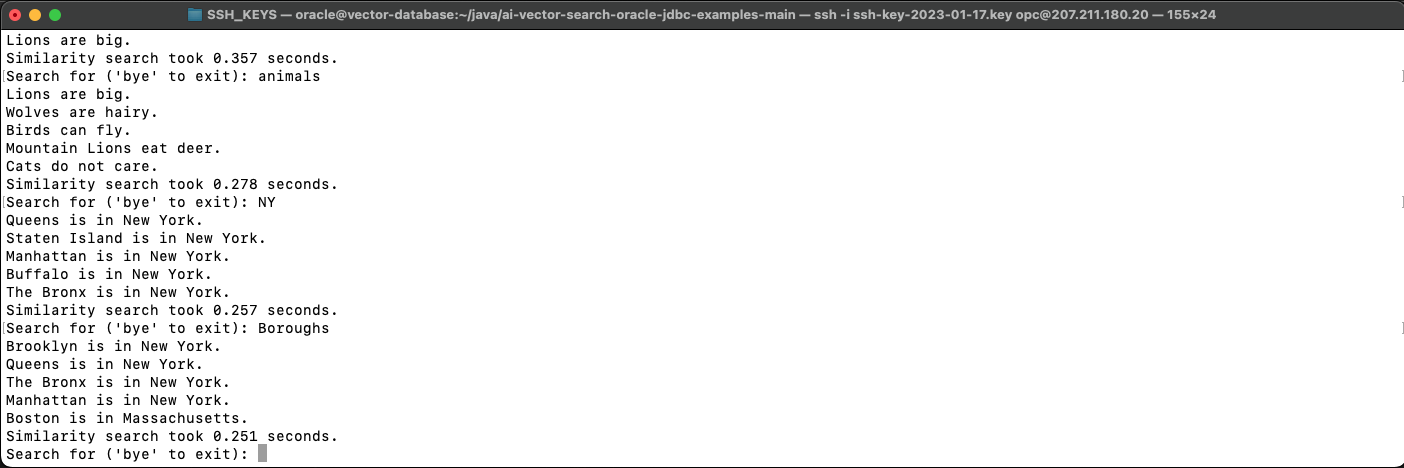 SSH_KEYS — oracle@vector-database:~/java/ai-vector-search-oracle-jdbc-examples-main — ssh -i ssh-key-2023-01-17.key opc@207.211.180.20 — 155×24
Lions are big.
Similarity search took 0.357 seconds.
[Search for ('bye' to exit): animals ]
Lions are big.
Wolves are hairy.
Birds can fly.
Mountain Lions eat deer.
Cats do not care.
Similarity search took 0.278 seconds.
[Search for ('bye' to exit): NY ]
Queens is in New York.
Staten Island is in New York.
Manhattan is in New York.
Buffalo is in New York.
The Bronx is in New York.
Similarity search took 0.257 seconds.
[Search for ('bye' to exit): Boroughs ]
Brooklyn is in New York.
Queens is in New York.
The Bronx is in New York.
Manhattan is in New York.
Boston is in Massachusetts.
Similarity search took 0.251 seconds.
Search for ('bye' to exit):